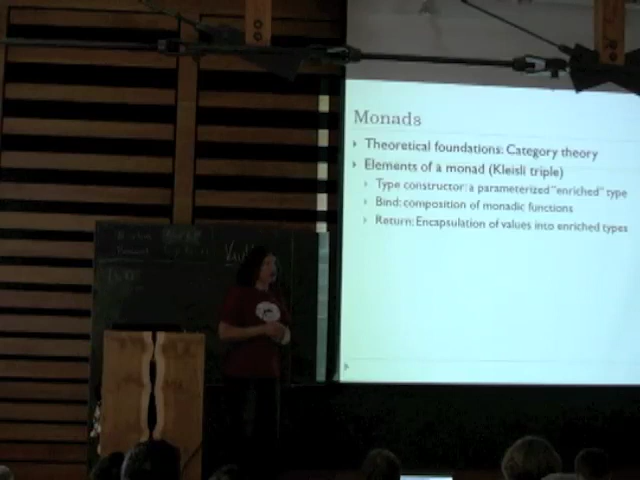 Monads
Theoretical foundations: Category theory
Elements of a monad (Kleisli triple)
Type constructor: a parameterized "enriched" type
Bind: composition of monadic functions
Return: Encapsulation of values into enriched types